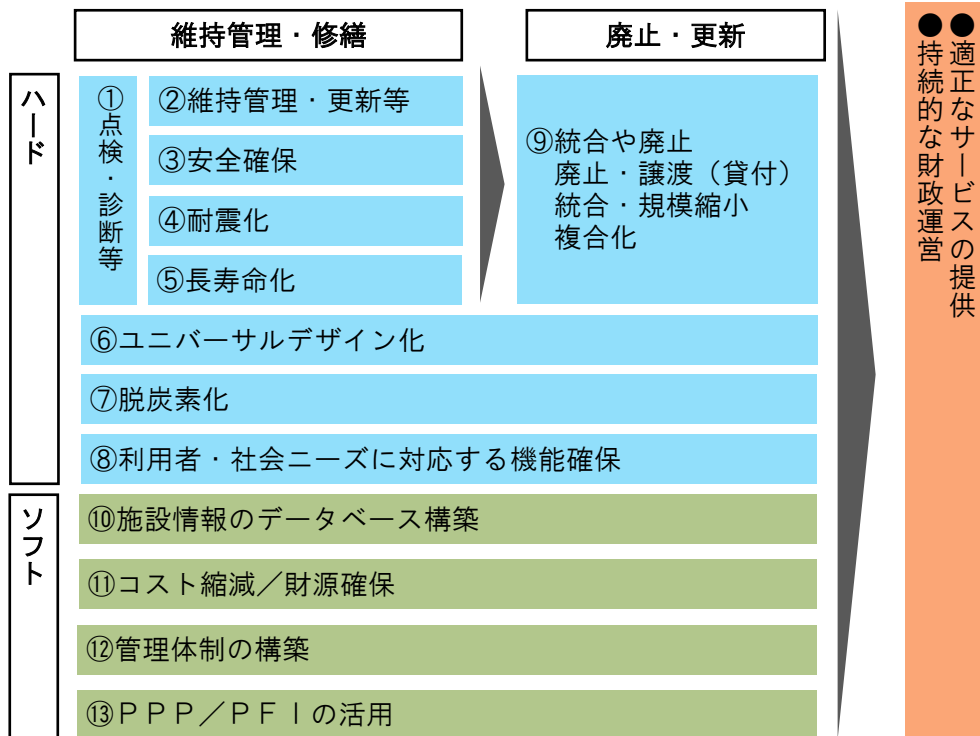 維持管理・修繕
廃止・更新
ハード
①点検・診断等
②維持管理・更新等
③安全確保
④耐震化
⑤長寿命化
⑨統合や廃止
廃止・譲渡（貸付）
統合・規模縮小
複合化
⑥ユニバーサルデザイン化
⑦脱炭素化
⑧利用者・社会ニーズに対応する機能確保
ソフト
⑩施設情報のデータベース構築
⑪コスト縮減／財源確保
⑫管理体制の構築
⑬ＰＰＰ／ＰＦＩの活用
●適正なサービスの提供
●持続的な財政運営